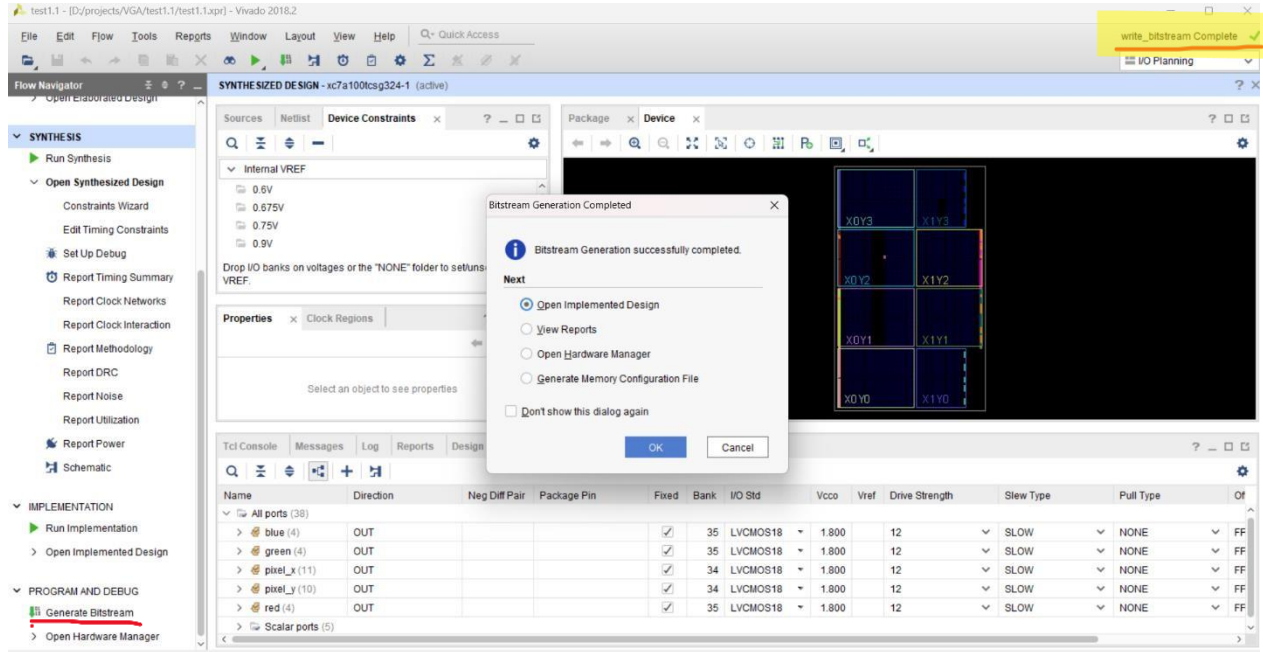 test1.1 - [D:/projects/VGA/test1.1/test1.1.xpr] - Vivado 2018.2
File Edit Flow Tools Reports Window Layout View Help Quick Access
write_bitstream Complete
I/O Planning
Flow Navigator
SYNTHESIZED DESIGN - xc7a100tcsg324-1 (active)
Open Elaborated Design
SYNTHESIS
Run Synthesis
Open Synthesized Design
Constraints Wizard
Edit Timing Constraints
Set Up Debug
Report Timing Summary
Report Clock Networks
Report Clock Interaction
Report Methodology
Report DRC
Report Noise
Report Utilization
Report Power
Schematic
IMPLEMENTATION
Run Implementation
Open Implemented Design
PROGRAM AND DEBUG
Generate Bitstream
Open Hardware Manager
Sources Netlist Device Constraints
Internal VREF
0.6V
0.675V
0.75V
0.9V
Drop I/O banks on voltages or the "NONE" folder to set/uns
VREF.
Properties Clock Regions
Select an object to see properties
Package Device
X0Y3 X1Y3
X0Y2 X1Y2
X0Y1 X1Y1
X0Y0 X1Y0
Bitstream Generation Completed
Bitstream Generation successfully completed.
Next
Open Implemented Design
View Reports
Open Hardware Manager
Generate Memory Configuration File
Don't show this dialog again
OK Cancel
Tcl Console Messages Log Reports Design
Name Direction Neg Diff Pair Package Pin Fixed Bank I/O Std Vcco Vref Drive Strength Slew Type Pull Type Of
All ports (38)
blue (4) OUT 35 LVCMOS18 1.800 12 SLOW NONE FF
green (4) OUT 35 LVCMOS18 1.800 12 SLOW NONE FF
pixel_x (11) OUT 34 LVCMOS18 1.800 12 SLOW NONE FF
pixel_y (10) OUT 34 LVCMOS18 1.800 12 SLOW NONE FF
red (4) OUT 35 LVCMOS18 1.800 12 SLOW NONE FF
Scalar ports (5)